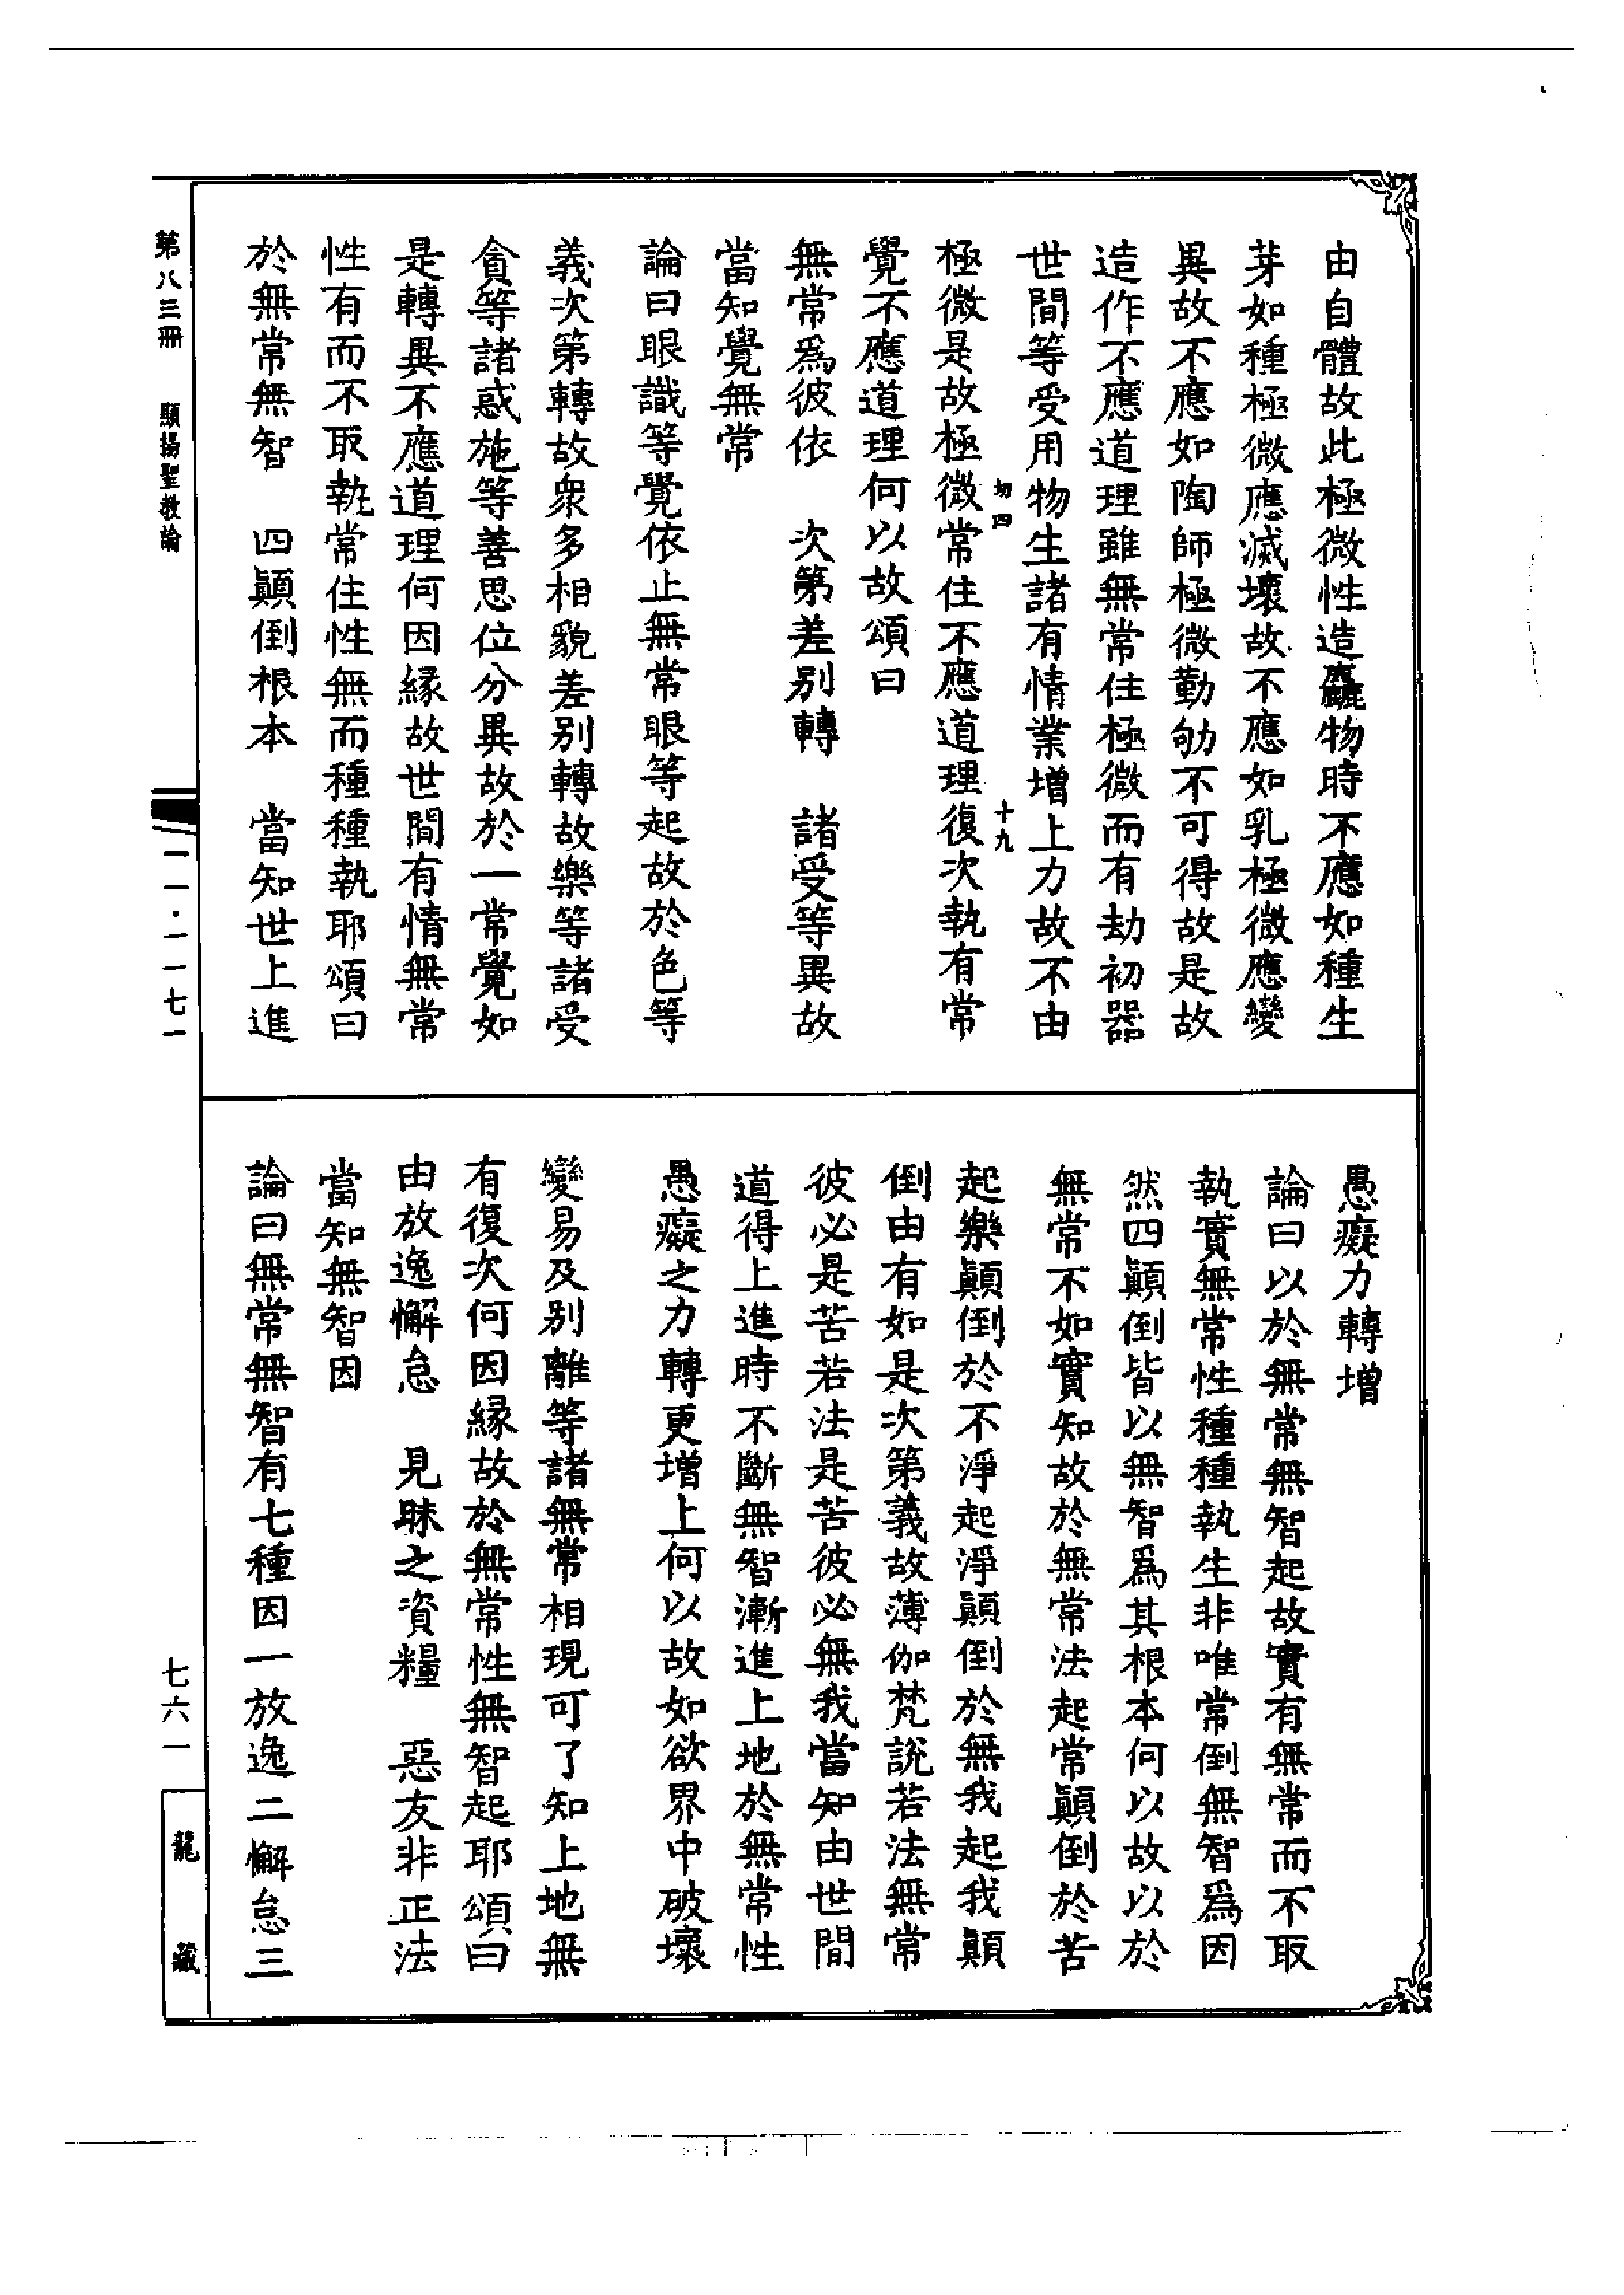 由自體故此極微性造麤物時不應如種生
芽如種極微應滅壞故不應如乳極微應變
異故不應如陶師極微勤劬不可得故是故
造作不應道理雖無常住極微而有劫初器
世間等受用物生諸有情業增上力故不由
切四　十九
極微是故極微常住不應道理復次執有常
覺不應道理何以故頌曰
無常爲彼依　次第差别轉　諸受等異故
當知覺無常
論曰眼識等覺依止無常眼等起故於色等
義次第轉故衆多相貌差别轉故樂等諸受
貪等諸惑施等善思位分異故於一常覺如
是轉異不應道理何因緣故世間有情無常
性有而不取執常住性無而種種執耶頌曰
於無常無智　四顚倒根本　當知世上進
愚癡力轉增
論曰以於無常無智起故實有無常而不取
執實無常性種種執生非唯常倒無智爲因
然四顚倒皆以無智爲其根本何以故以於
無常不如實知故於無常法起常顚倒於苦
起樂顚倒於不淨起淨顚倒於無我起我顚
倒由有如是次第義故薄伽梵說若法無常
彼必是苦若法是苦彼必無我當知由世間
道得上進時不斷無智漸進上地於無常性
愚癡之力轉更增上何以故如欲界中破壞
變易及别離等諸無常相現可了知上地無
有復次何因緣故於無常性無智起耶頌曰
由放逸懈怠　見昧之資糧　惡友非正法
當知無智因
論曰無常無智有七種因一放逸二懈怠三
第八三冊　顯揚聖教論
一一·一一七一
七六一
龍藏